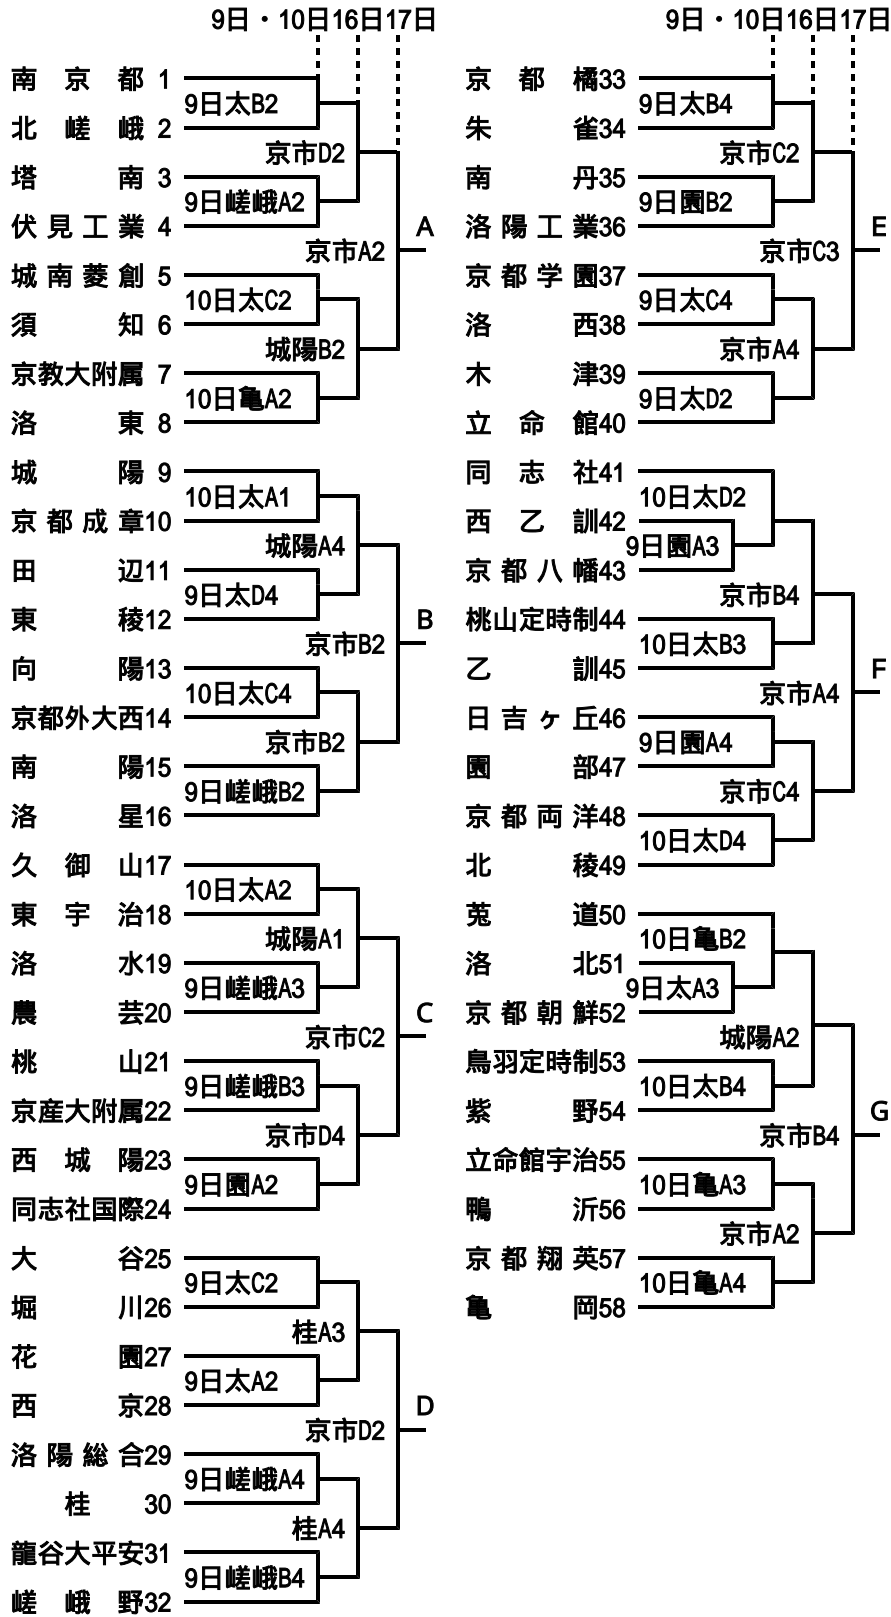 9日・10日16日17日
南京都 1
9日太B2
北嵯峨 2
京市D2
塔南 3
9日嵯峨A2
伏見工業 4
A
京市A2
城南菱創 5
10日太C2
須知 6
城陽B2
京教大附属 7
10日亀A2
洛東 8
城陽 9
10日太A1
京都成章10
城陽A4
田辺11
9日太D4
東稜12
B
京市B2
向陽13
10日太C4
京都外大西14
京市B2
南陽15
9日嵯峨B2
洛星16
久御山17
10日太A2
東宇治18
城陽A1
洛水19
9日嵯峨A3
農芸20
C
京市C2
桃山21
9日嵯峨B3
京産大附属22
京市D4
西城陽23
9日園A2
同志社国際24
大谷25
9日太C2
堀川26
桂A3
花園27
9日太A2
西京28
D
京市D2
洛陽総合29
9日嵯峨A4
桂30
桂A4
龍谷大平安31
9日嵯峨B4
嵯峨野32
9日・10日16日17日
京都橘33
9日太B4
朱雀34
京市C2
南丹35
9日園B2
洛陽工業36
E
京市C3
京都学園37
9日太C4
洛西38
京市A4
木津39
9日太D2
立命館40
同志社41
10日太D2
西乙訓42
9日園A3
京都八幡43
京市B4
桃山定時制44
10日太B3
乙訓45
F
京市A4
日吉ヶ丘46
9日園A4
園部47
京市C4
京都両洋48
10日太D4
北稜49
莵道50
10日亀B2
洛北51
9日太A3
京都朝鮮52
城陽A2
鳥羽定時制53
10日太B4
紫野54
G
京市B4
立命館宇治55
10日亀A3
鴨沂56
京市A2
京都翔英57
10日亀A4
亀岡58